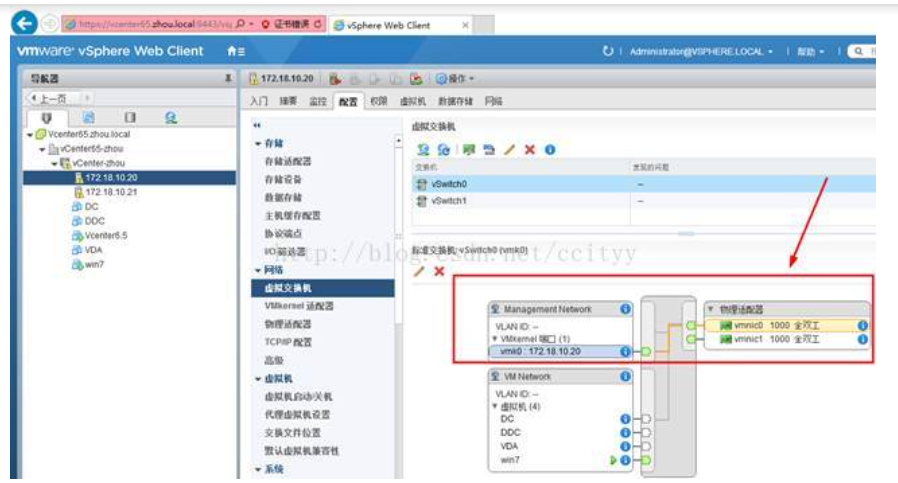 https://vcenter65.zhou.local:9443/vsp
证书错误
vSphere Web Client
vmware® vSphere Web Client
Administrator@VSPHERE.LOCAL
帮助
导航器
上一页
Vcenter65.zhou.local
Vcenter65-zhou
vCenter-zhou
172.18.10.20
172.18.10.21
DC
DDC
Vcenter6.5
VDA
win7
172.18.10.20
操作
入门 摘要 监控 配置 权限 虚拟机 数据存储 网络
存储
存储适配器
存储设备
数据存储
主机缓存配置
协议端点
I/O 筛选器
网络
虚拟交换机
VMkernel 适配器
物理适配器
TCP/IP 配置
高级
虚拟机
虚拟机启动/关机
代理虚拟机设置
交换文件位置
默认虚拟机兼容性
系统
虚拟交换机
交换机 发现的问题
vSwitch0 --
vSwitch1 --
http://blog.csdn.net/ccityy
标准交换机: vSwitch0 (vmk0)
Management Network
VLAN ID: --
VMkernel 端口 (1)
vmk0 : 172.18.10.20
物理适配器
vmnic0 1000 全双工
vmnic1 1000 全双工
VM Network
VLAN ID: --
虚拟机 (4)
DC
DDC
VDA
win7